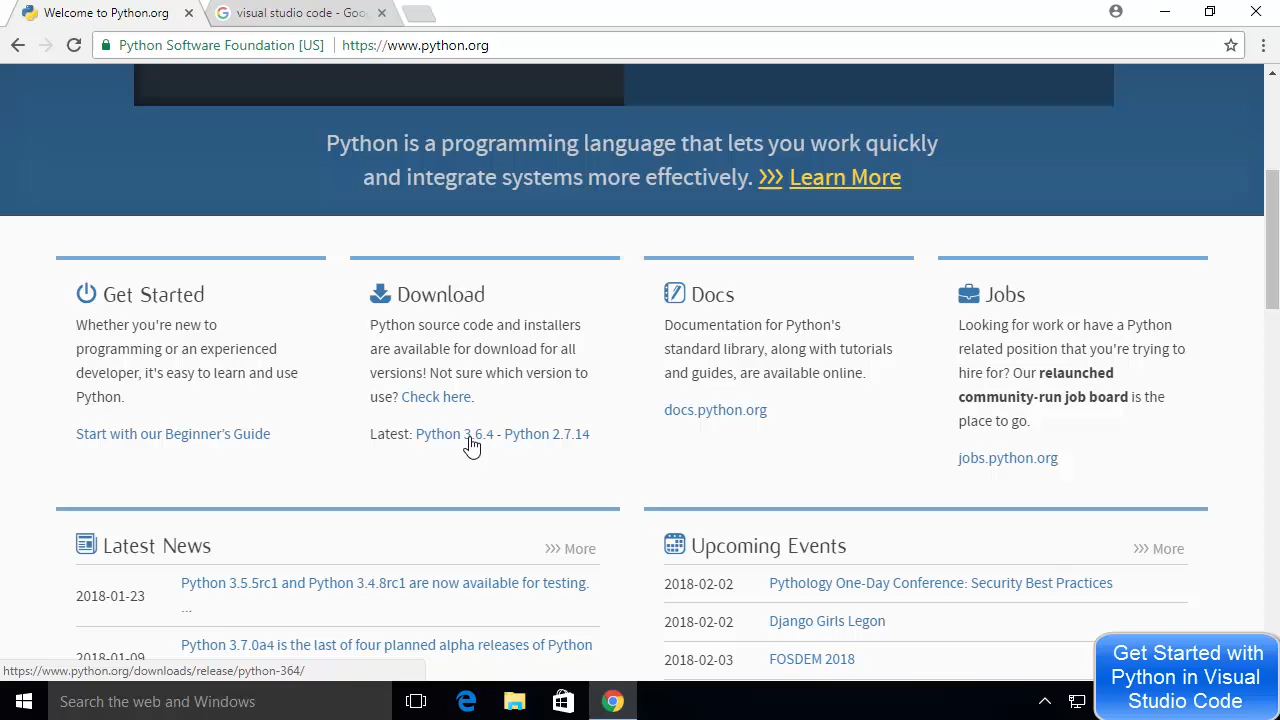 Welcome to Python.org
visual studio code - Goo
Python Software Foundation [US]
https://www.python.org
Python is a programming language that lets you work quickly
and integrate systems more effectively. >>> Learn More
Get Started
Whether you're new to
programming or an experienced
developer, it's easy to learn and use
Python.
Start with our Beginner's Guide
Download
Python source code and installers
are available for download for all
versions! Not sure which version to
use? Check here.
Latest: Python 3.6.4 - Python 2.7.14
Docs
Documentation for Python's
standard library, along with tutorials
and guides, are available online.
docs.python.org
Jobs
Looking for work or have a Python
related position that you're trying to
hire for? Our relaunched
community-run job board is the
place to go.
jobs.python.org
Latest News
>>> More
2018-01-23
Python 3.5.5rc1 and Python 3.4.8rc1 are now available for testing.
...
2018-01-09
Python 3.7.0a4 is the last of four planned alpha releases of Python
Upcoming Events
>>> More
2018-02-02
Pythology One-Day Conference: Security Best Practices
2018-02-02
Django Girls Legon
2018-02-03
FOSDEM 2018
https://www.python.org/downloads/release/python-364/
Search the web and Windows
Get Started with
Python in Visual
Studio Code